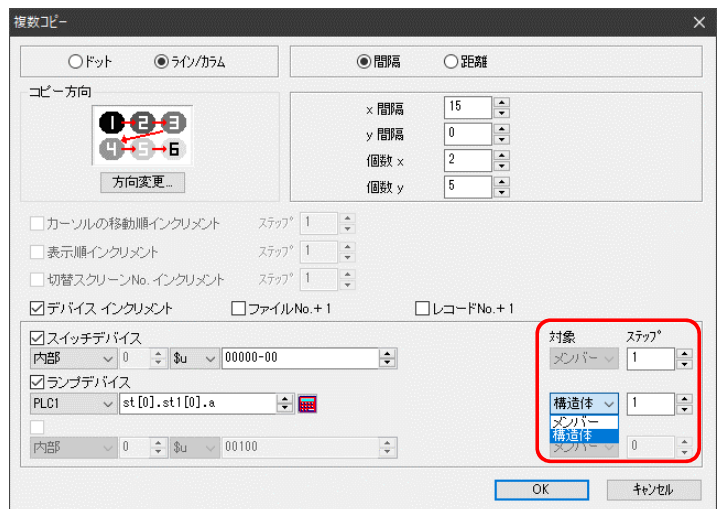 複数コピー
ドット ライン/カラム 間隔 距離
コピー方向
1 2 3
4 5 6
方向変更...
x 間隔 15
y 間隔 0
個数 x 2
個数 y 5
カーソルの移動順インクリメント ステップ 1
表示順インクリメント ステップ 1
切替スクリーンNo. インクリメント ステップ 1
デバイス インクリメント ファイルNo.+1 レコードNo.+1
スイッチデバイス 対象 ステップ
内部 0 $u 00000-00 メンバー 1
ランプデバイス
PLC1 st[0].st1[0].a 構造体 1
メンバー
構造体
内部 0 $u 00100 メンバー 0
OK キャンセル